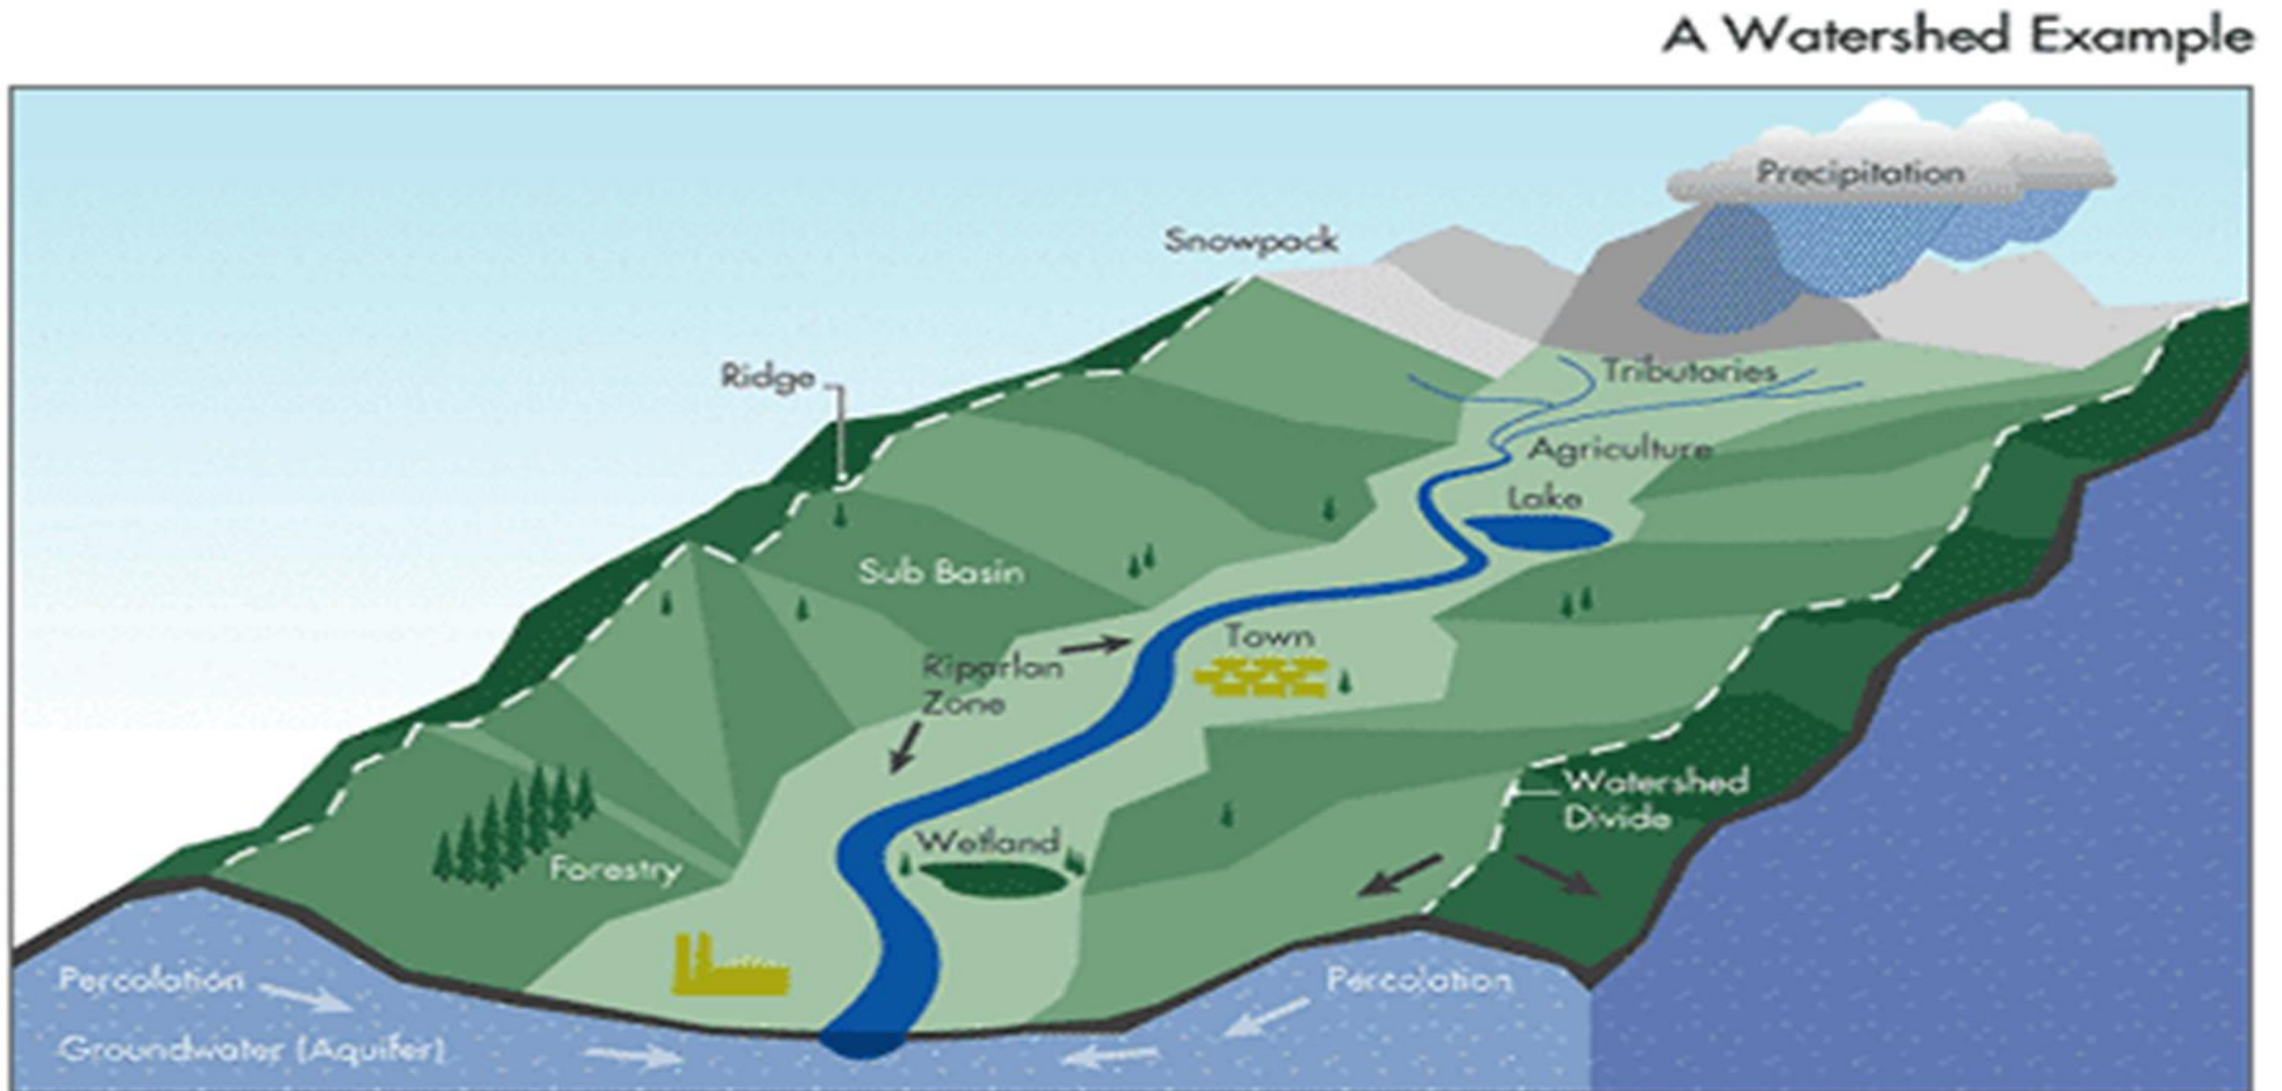 A Watershed Example
Precipitation
Snowpack
Ridge
Tributaries
Agriculture
Lake
Sub Basin
Town
Riparian
Zone
Watershed
Divide
Wetland
Forestry
Percolation
Percolation
Groundwater (Aquifer)